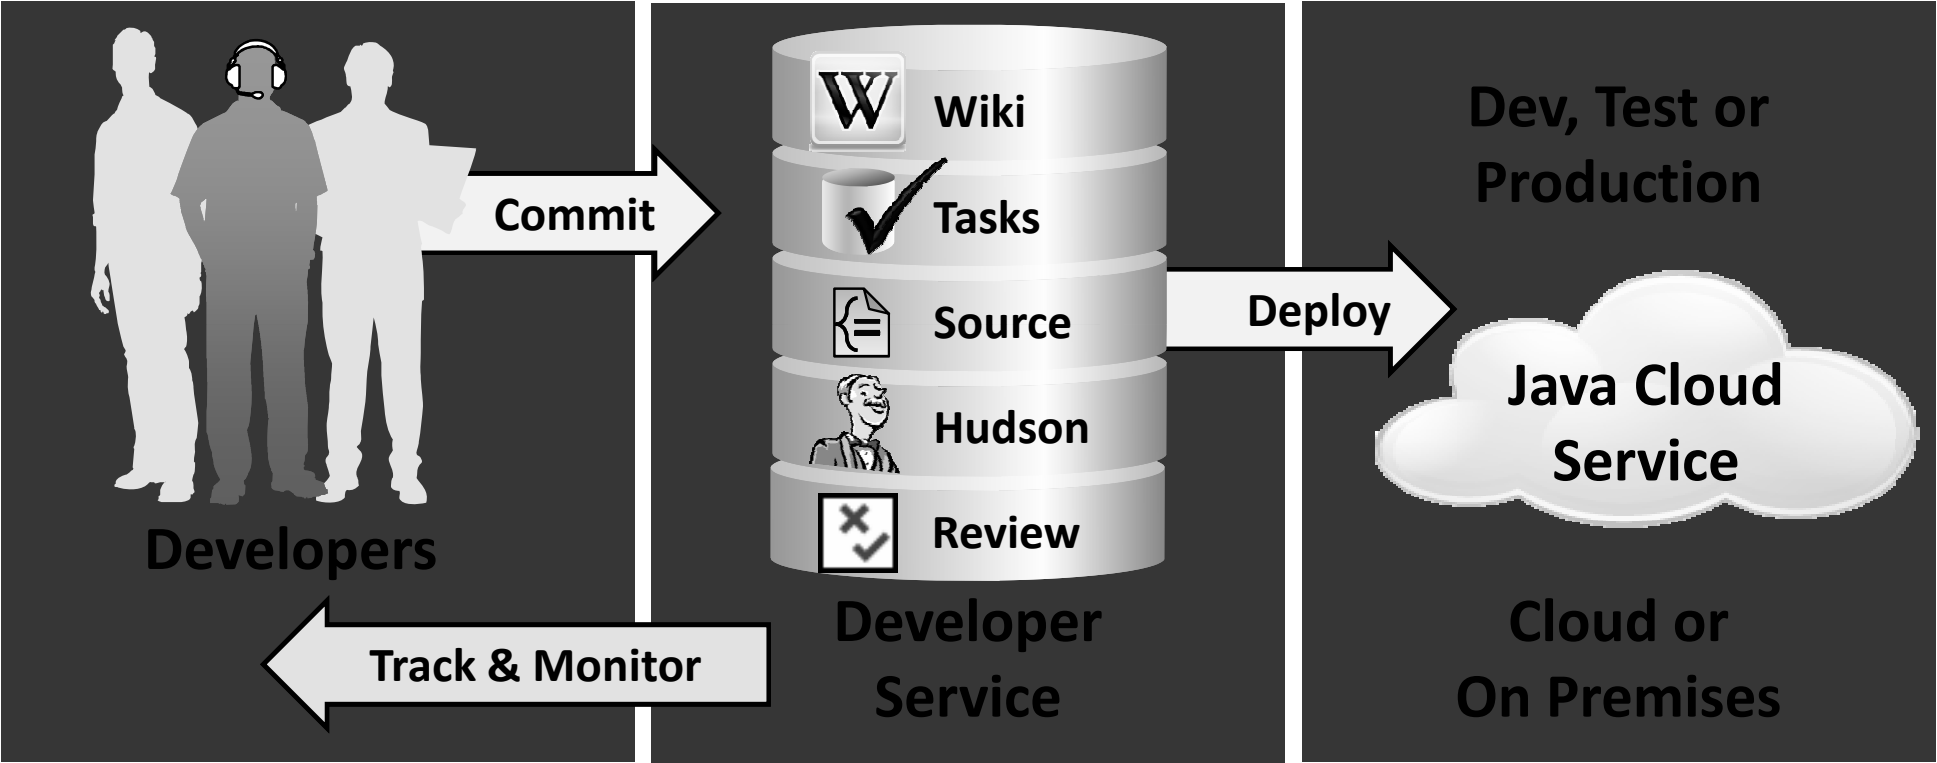 Commit
Developers
Track & Monitor
W
Wiki
Tasks
{=
Source
Hudson
Review
Developer
Service
Deploy
Dev, Test or
Production
Java Cloud
Service
Cloud or
On Premises